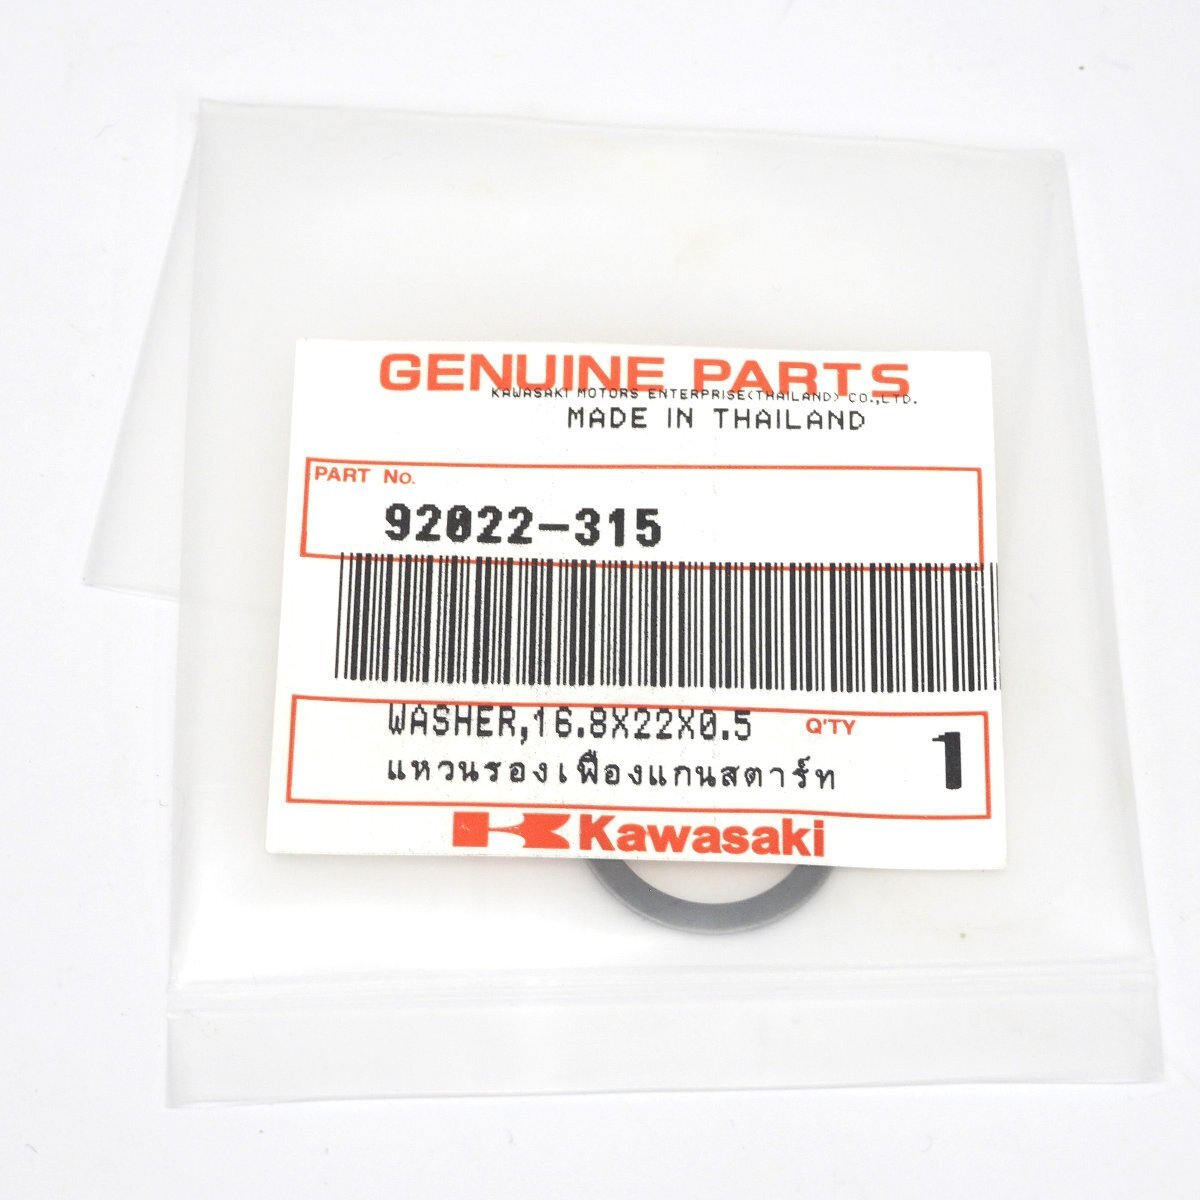 GENUINE PARTS
KAWASAKI MOTORS ENTERPRISE(THAILAND) CO.,LTD.
MADE IN THAILAND
PART No.
92022-315
WASHER,16.8X22X0.5 Q'TY
แหวนรองเฟืองแกนสตาร์ท 1
Kawasaki